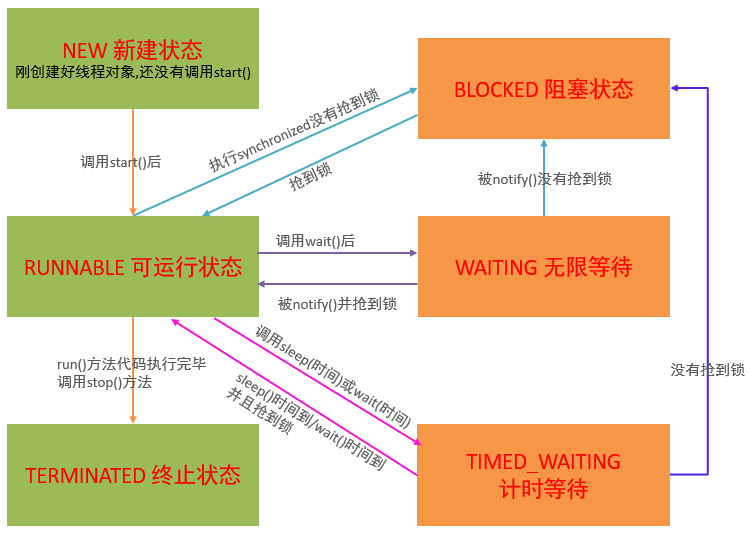 NEW 新建状态
刚创建好线程对象,还没有调用start()
BLOCKED 阻塞状态
执行synchronized没有抢到锁
调用start()后
抢到锁
被notify()没有抢到锁
RUNNABLE 可运行状态
调用wait()后
WAITING 无限等待
被notify()并抢到锁
run()方法代码执行完毕
调用stop()方法
调用sleep(时间)或wait(时间)
sleep()时间到/wait()时间到
并且抢到锁
没有抢到锁
TERMINATED 终止状态
TIMED_WAITING
计时等待